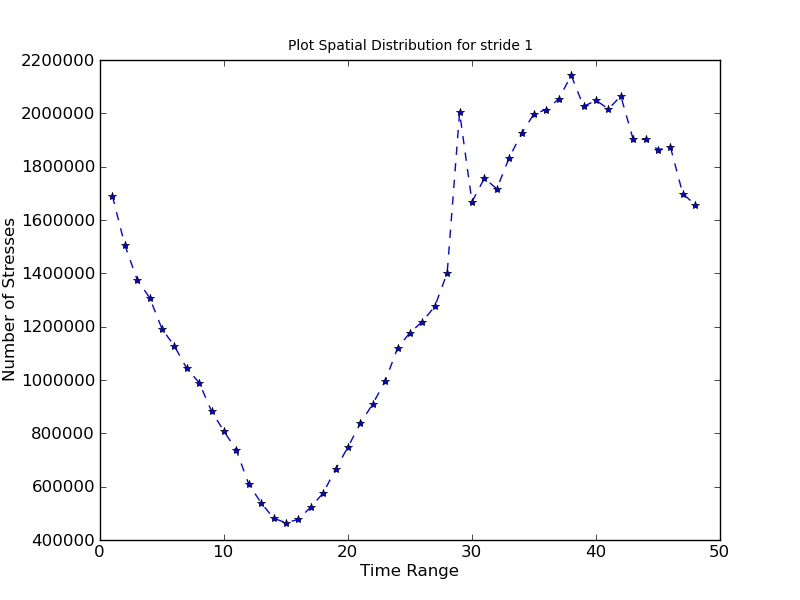 Plot Spatial Distribution for stride 1
2200000
2000000
1800000
1600000
1400000
1200000
1000000
800000
600000
400000
Number of Stresses
0 10 20 30 40 50
Time Range